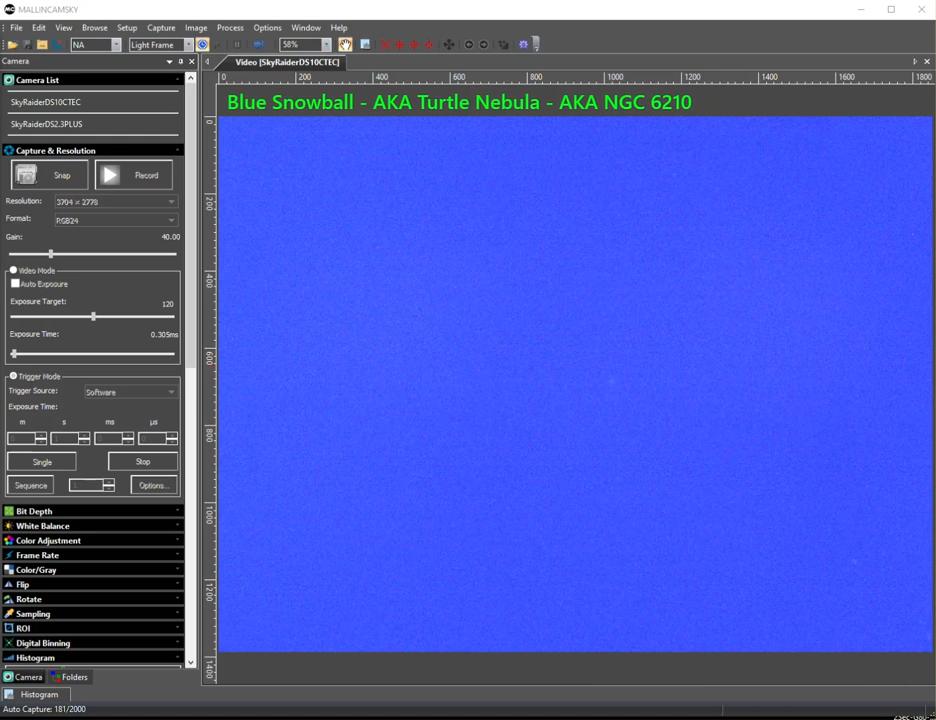 MALLINCAMSKY
File Edit View Browse Setup Capture Image Process Options Window Help
NA Light Frame 58%
Camera Video [SkyRaiderDS10CTEC]
Camera List
SkyRaiderDS10CTEC
SkyRaiderDS2.3PLUS
Capture & Resolution
Snap Record
Resolution: 3704 × 2778
Format: RGB24
Gain: 40.00
Video Mode
Auto Exposure
Exposure Target: 120
Exposure Time: 0.305ms
Trigger Mode
Trigger Source: Software
Exposure Time:
m s ms µs
0 1 0 0
Single Stop
Sequence 1 Options...
Bit Depth
White Balance
Color Adjustment
Frame Rate
Color/Gray
Flip
Rotate
Sampling
ROI
Digital Binning
Histogram
Camera Folders
Histogram
Auto Capture: 181/2000
0 200 400 600 800 1000 1200 1400 1600 1800
Blue Snowball - AKA Turtle Nebula - AKA NGC 6210
0
200
400
600
800
1000
1200
1400